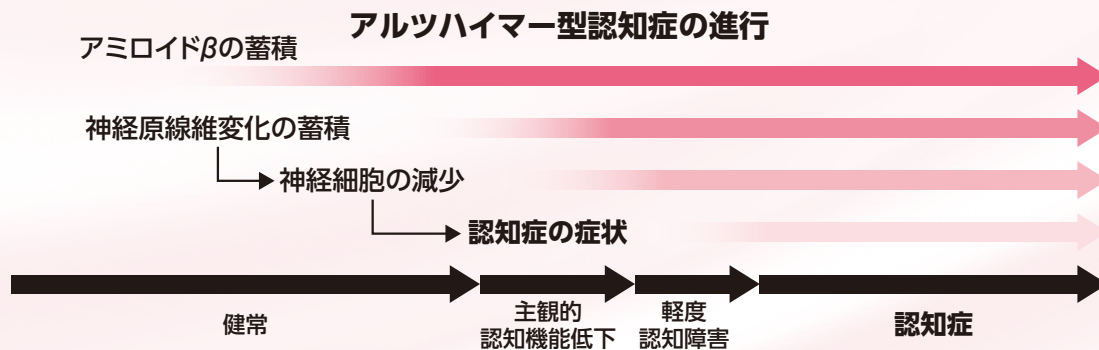 アルツハイマー型認知症の進行
アミロイドβの蓄積
神経原線維変化の蓄積
神経細胞の減少
認知症の症状
健常
主観的
認知機能低下
軽度
認知障害
認知症